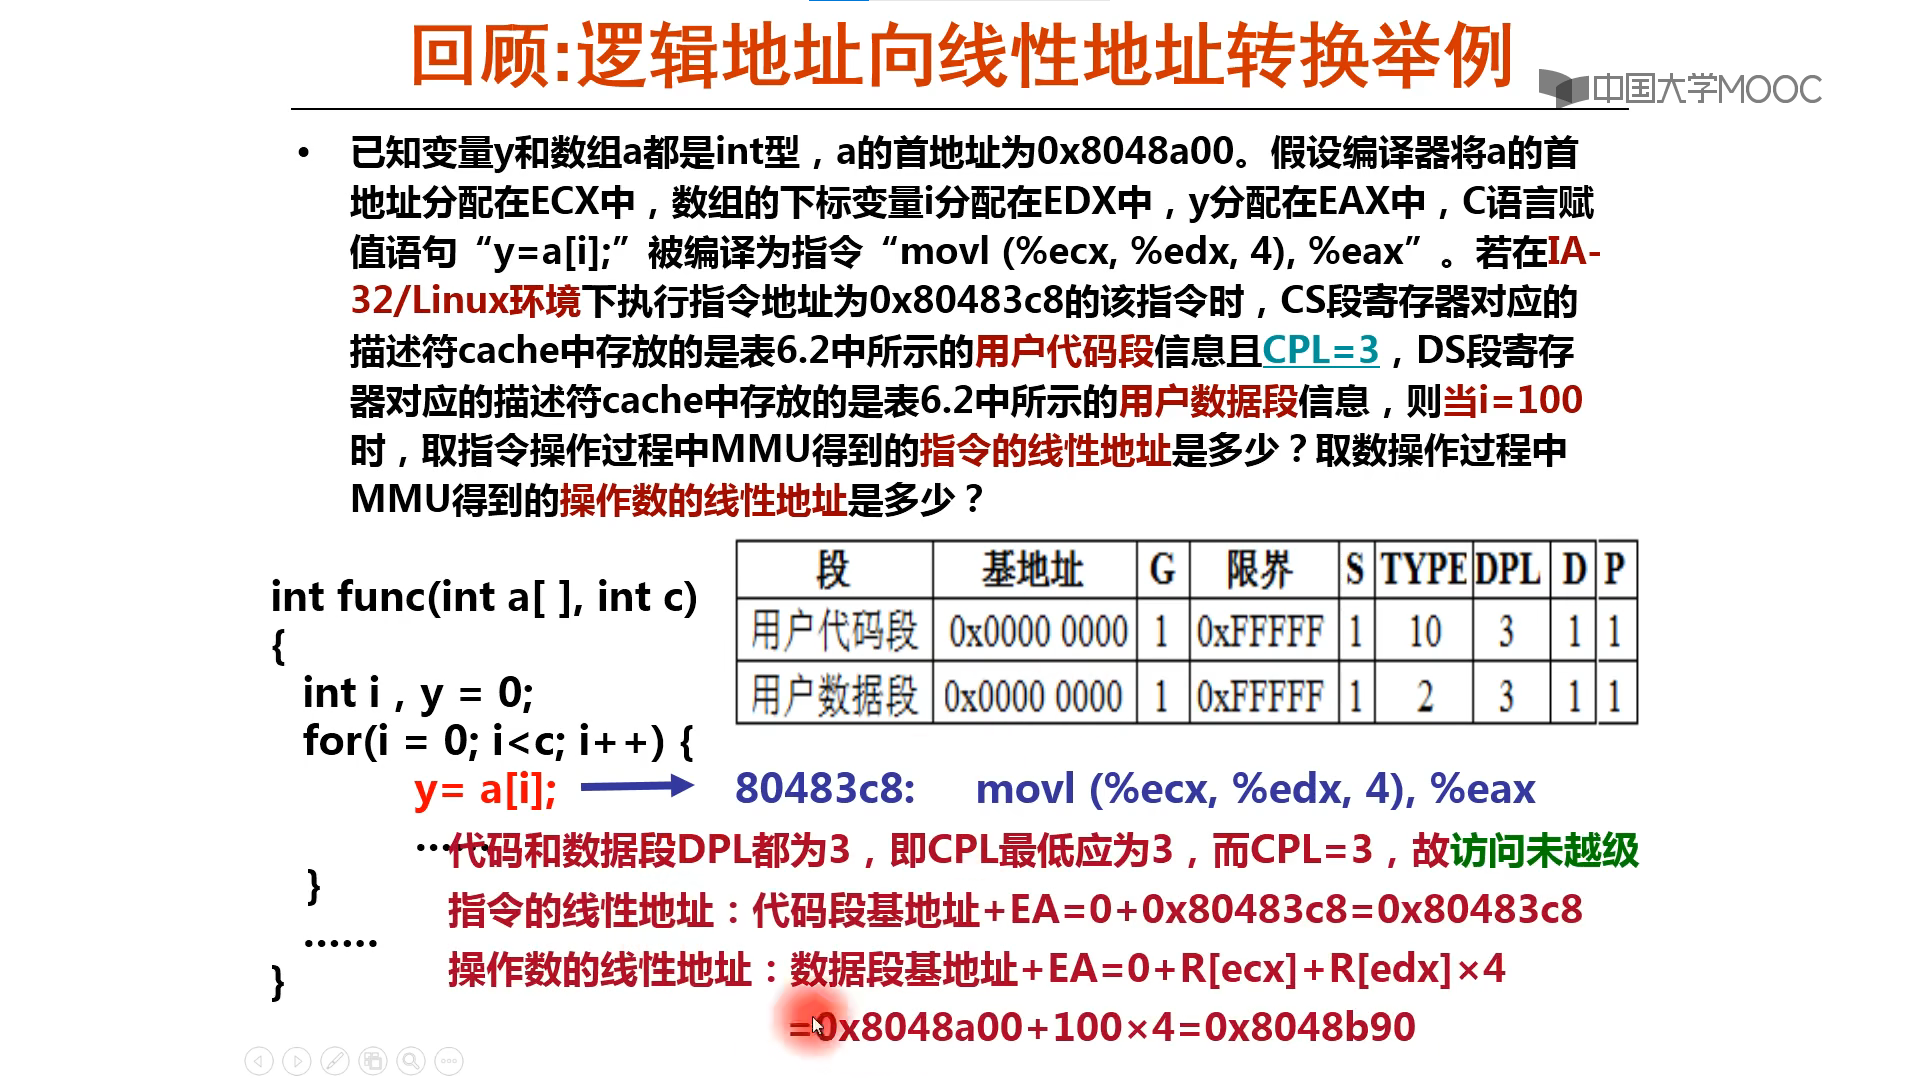 回顾:逻辑地址向线性地址转换举例
中国大学MOOC
• 已知变量y和数组a都是int型，a的首地址为0x8048a00。假设编译器将a的首
地址分配在ECX中，数组的下标变量i分配在EDX中，y分配在EAX中，C语言赋
值语句“y=a[i];”被编译为指令“movl (%ecx, %edx, 4), %eax”。若在IA-
32/Linux环境下执行指令地址为0x80483c8的该指令时，CS段寄存器对应的
描述符cache中存放的是表6.2中所示的用户代码段信息且CPL=3，DS段寄存
器对应的描述符cache中存放的是表6.2中所示的用户数据段信息，则当i=100
时，取指令操作过程中MMU得到的指令的线性地址是多少？取数操作过程中
MMU得到的操作数的线性地址是多少？
段 基地址 G 限界 S TYPE DPL D P
用户代码段 0x0000 0000 1 0xFFFFF 1 10 3 1 1
用户数据段 0x0000 0000 1 0xFFFFF 1 2 3 1 1
int func(int a[ ], int c)
{
int i , y = 0;
for(i = 0; i<c; i++) {
y= a[i];
80483c8: movl (%ecx, %edx, 4), %eax
……
}
……
}
代码和数据段DPL都为3，即CPL最低应为3，而CPL=3，故访问未越级
指令的线性地址：代码段基地址+EA=0+0x80483c8=0x80483c8
操作数的线性地址：数据段基地址+EA=0+R[ecx]+R[edx]×4
=0x8048a00+100×4=0x8048b90